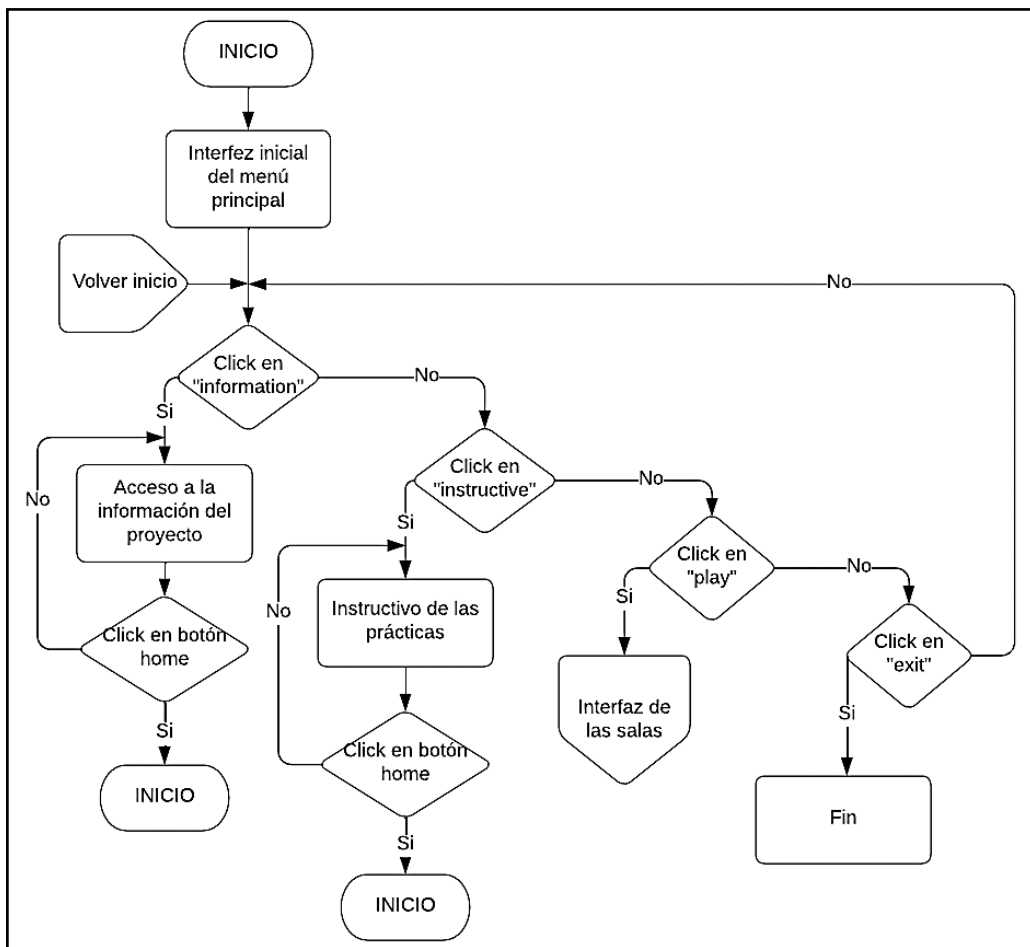 INICIO
Interfez inicial
del menú
principal
Volver inicio
No
Click en
"information"
No
Si
Click en
"instructive"
No
No
Acceso a la
información del
proyecto
Si
Click en
"play"
No
No
Instructivo de las
prácticas
Si
Click en botón
home
Click en
"exit"
Interfaz de
las salas
Si
Si
Click en botón
home
INICIO
Fin
Si
INICIO